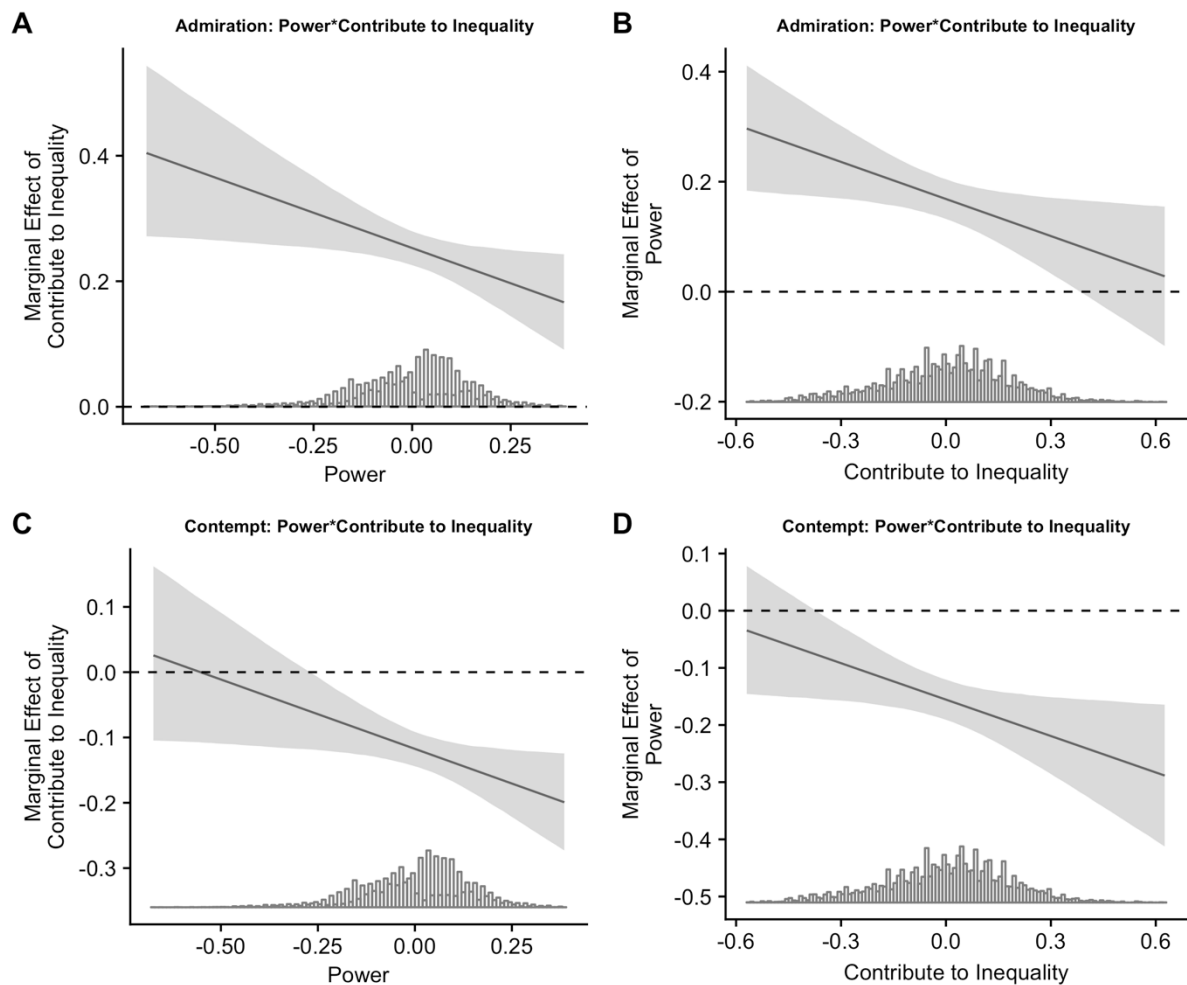 A
Admiration: Power*Contribute to Inequality
Marginal Effect of
Contribute to Inequality
0.4
0.2
0.0
-0.50
-0.25
0.00
0.25
Power
B
Admiration: Power*Contribute to Inequality
Marginal Effect of
Power
0.4
0.2
0.0
-0.2
-0.6
-0.3
0.0
0.3
0.6
Contribute to Inequality
C
Contempt: Power*Contribute to Inequality
Marginal Effect of
Contribute to Inequality
0.1
0.0
-0.1
-0.2
-0.3
-0.50
-0.25
0.00
0.25
Power
D
Contempt: Power*Contribute to Inequality
Marginal Effect of
Power
0.1
0.0
-0.1
-0.2
-0.3
-0.4
-0.5
-0.6
-0.3
0.0
0.3
0.6
Contribute to Inequality